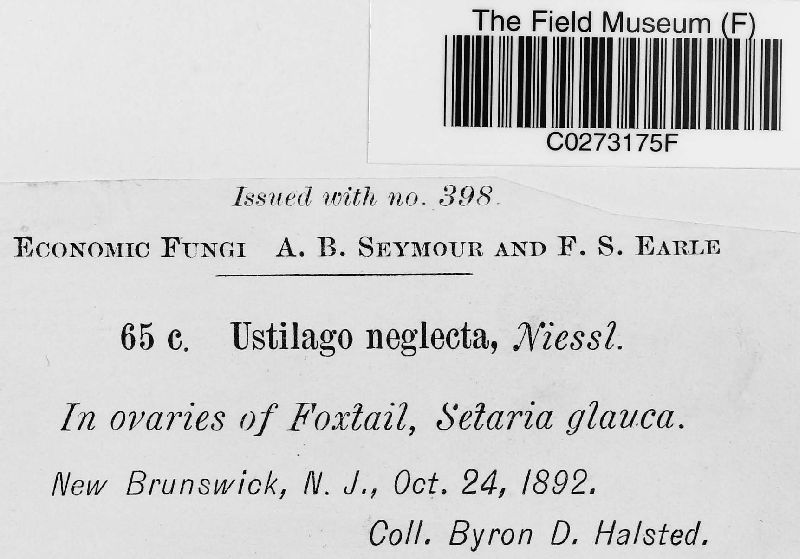 The Field Museum (F)
C0273175F
Issued with no. 398.
Economic Fungi A. B. Seymour and F. S. Earle
65 c. Ustilago neglecta, Niessl.
In ovaries of Foxtail, Setaria glauca.
New Brunswick, N. J., Oct. 24, 1892.
Coll. Byron D. Halsted.